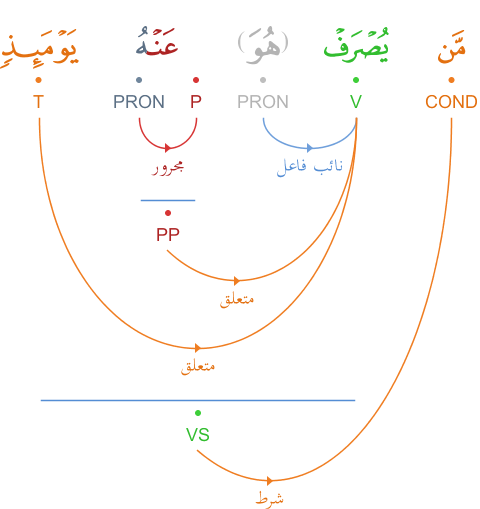 مَّن يُصْرَفْ (هُوَ) عَنْهُ يَوْمَئِذٍ
COND V PRON P PRON T
نائب فاعل مجرور
PP
متعلق
متعلق
VS
شرط